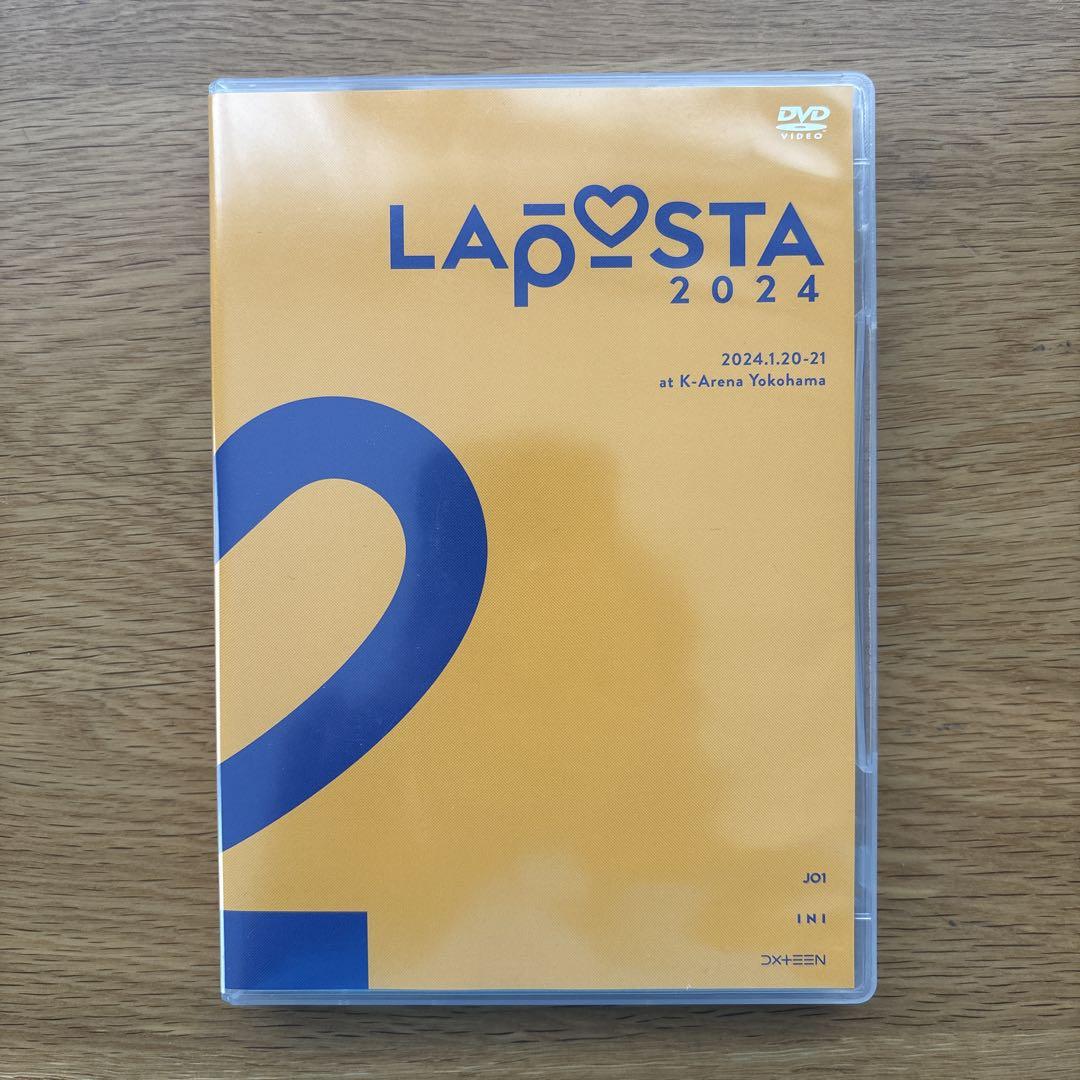 DVD
VIDEO
LAPOSTA
2024
2024.1.20-21
at K-Arena Yokohama
JO1
INI
DXTEEN